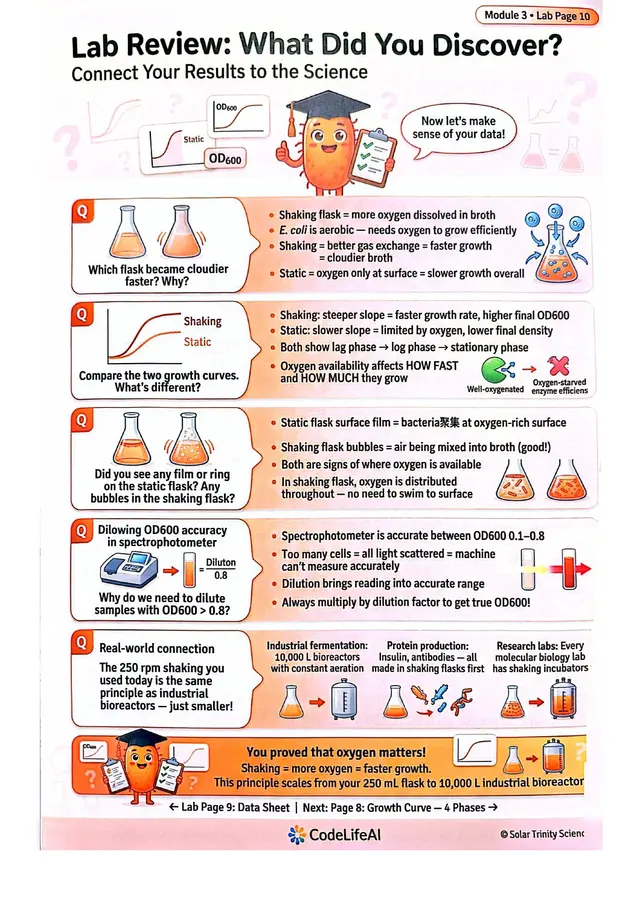 Module 3 • Lab Page 10
Lab Review: What Did You Discover?
Connect Your Results to the Science
OD600
Static
OD600
Now let's make
sense of your data!
Q
Which flask became cloudier
faster? Why?
• Shaking flask = more oxygen dissolved in broth
• E. coli is aerobic — needs oxygen to grow efficiently
• Shaking = better gas exchange = faster growth
= cloudier broth
• Static = oxygen only at surface = slower growth overall
Q
Shaking
Static
Compare the two growth curves.
What's different?
• Shaking: steeper slope = faster growth rate, higher final OD600
• Static: slower slope = limited by oxygen, lower final density
• Both show lag phase → log phase → stationary phase
• Oxygen availability affects HOW FAST
and HOW MUCH they grow
Well-oxygenated
Oxygen-starved
enzyme efficiens
Q
Did you see any film or ring
on the static flask? Any
bubbles in the shaking flask?
• Static flask surface film = bacteria聚集 at oxygen-rich surface
• Shaking flask bubbles = air being mixed into broth (good!)
• Both are signs of where oxygen is available
• In shaking flask, oxygen is distributed
throughout — no need to swim to surface
Q
Dilowing OD600 accuracy
in spectrophotometer
= Diluton
0.8
Why do we need to dilute
samples with OD600 > 0.8?
• Spectrophotometer is accurate between OD600 0.1–0.8
• Too many cells = all light scattered = machine
can't measure accurately
• Dilution brings reading into accurate range
• Always multiply by dilution factor to get true OD600!
Q
Real-world connection
The 250 rpm shaking you
used today is the same
principle as industrial
bioreactors — just smaller!
Industrial fermentation:
10,000 L bioreactors
with constant aeration
Protein production:
Insulin, antibodies — all
made in shaking flasks first
Research labs: Every
molecular biology lab
has shaking incubators
You proved that oxygen matters!
Shaking = more oxygen = faster growth.
This principle scales from your 250 mL flask to 10,000 L industrial bioreactor
← Lab Page 9: Data Sheet | Next: Page 8: Growth Curve — 4 Phases →
CodeLifeAI
© Solar Trinity Scienc